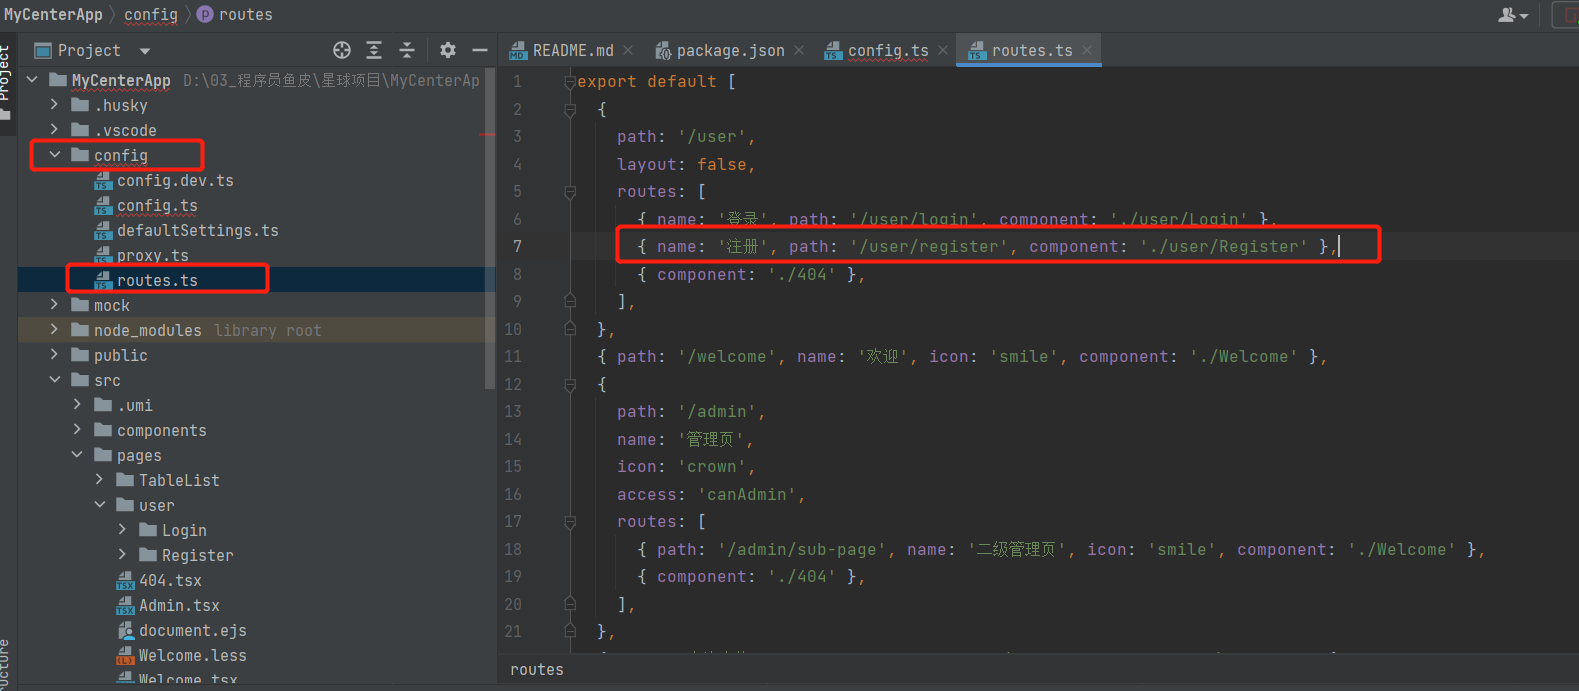 MyCenterApp config routes
Project
Project
README.md package.json config.ts routes.ts
MyCenterApp D:\03_程序员鱼皮\星球项目\MyCenterAp
.husky
.vscode
config
config.dev.ts
config.ts
defaultSettings.ts
proxy.ts
routes.ts
mock
node_modules library root
public
src
.umi
components
pages
TableList
user
Login
Register
404.tsx
Admin.tsx
document.ejs
Welcome.less
Welcome.tsx
1 export default [
2 {
3 path: '/user',
4 layout: false,
5 routes: [
6 { name: '登录', path: '/user/login', component: './user/Login' },
7 { name: '注册', path: '/user/register', component: './user/Register' },
8 { component: './404' },
9 ],
10 },
11 { path: '/welcome', name: '欢迎', icon: 'smile', component: './Welcome' },
12 {
13 path: '/admin',
14 name: '管理页',
15 icon: 'crown',
16 access: 'canAdmin',
17 routes: [
18 { path: '/admin/sub-page', name: '二级管理页', icon: 'smile', component: './Welcome' },
19 { component: './404' },
20 ],
21 },
routes